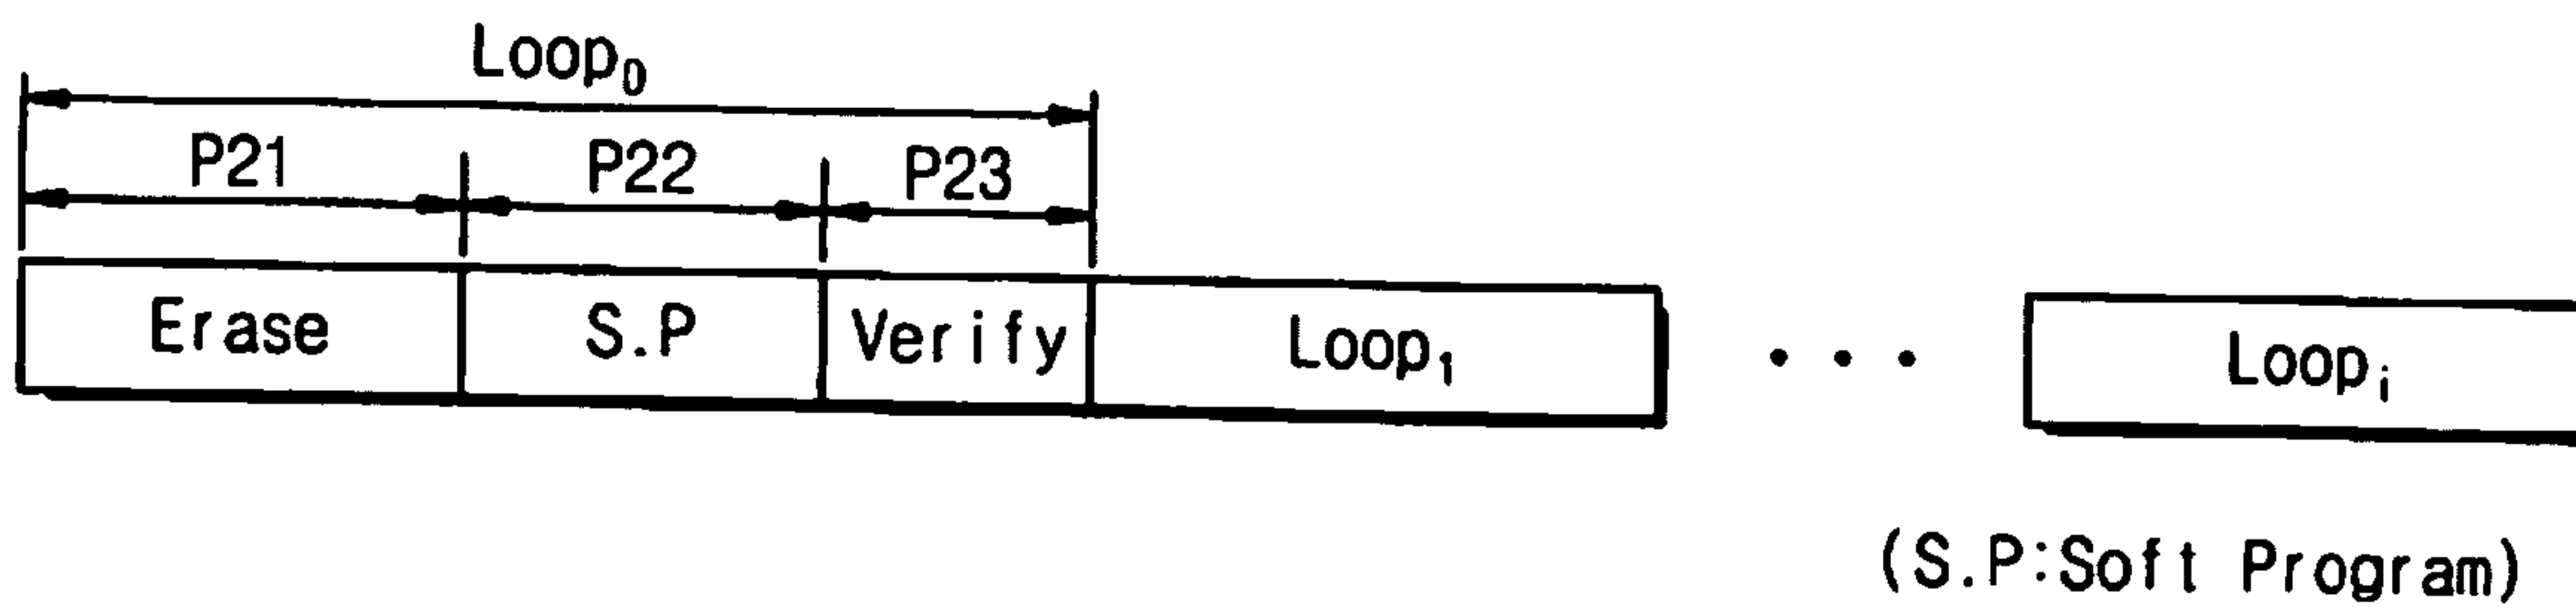 Loop₀
P21 P22 P23
Erase S.P Verify Loop₁ • • • Loopᵢ
(S.P:Soft Program)